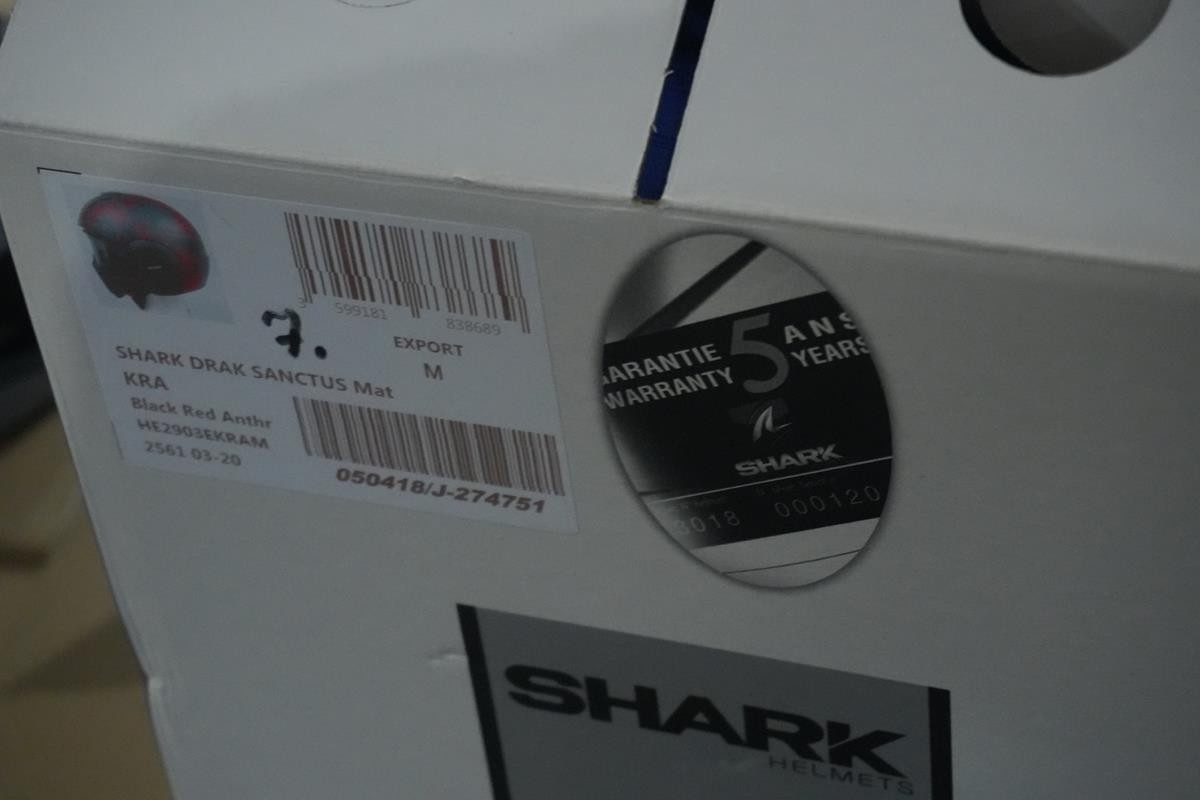 3 599181 838689
7.
EXPORT
M
SHARK DRAK SANCTUS Mat
KRA
Black Red Anthr
HE2903EKRAM
2561 03-20
050418/J-274751
GARANTIE 5 ANS
WARRANTY YEARS
SHARK
3018 000120
SHARK
HELMETS